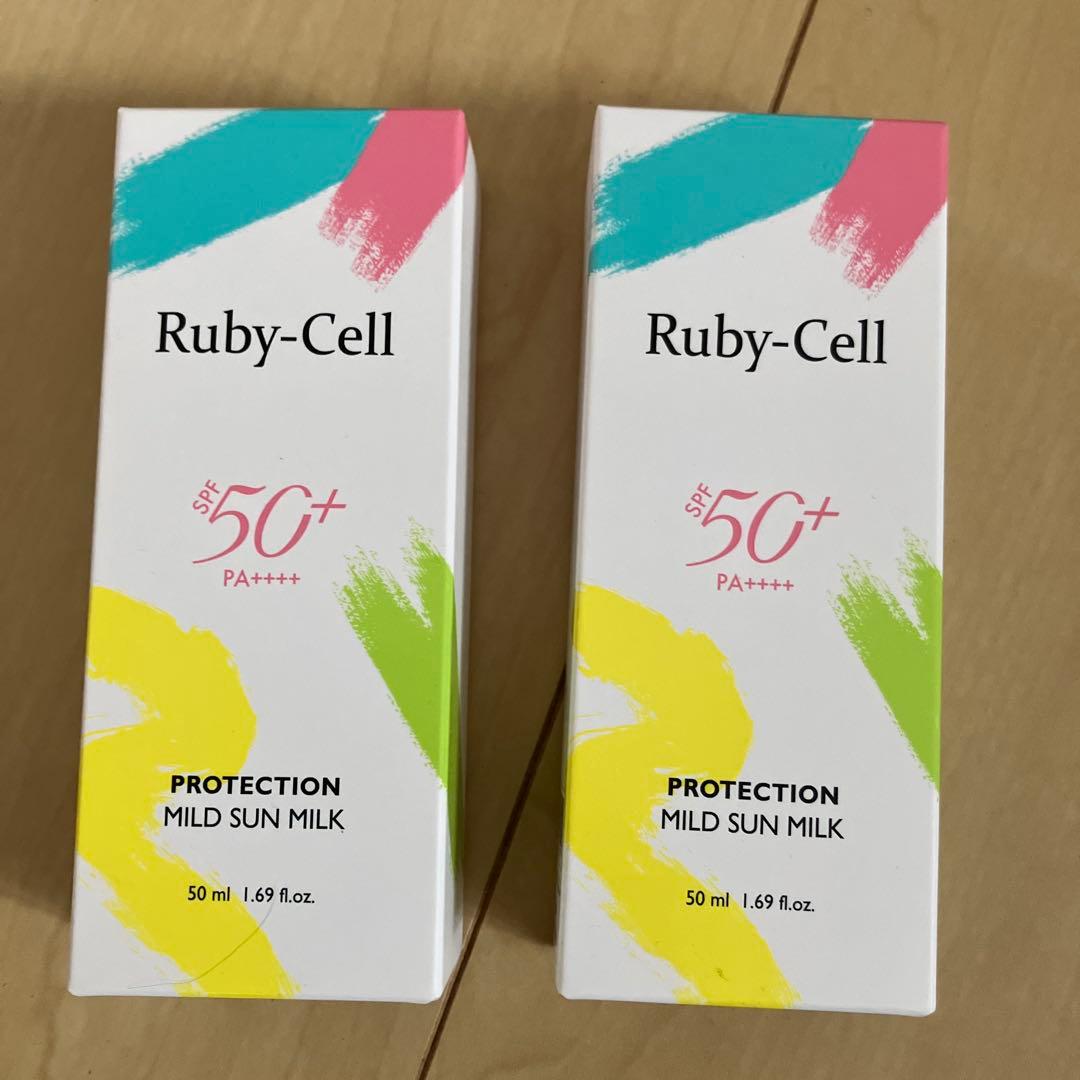 Ruby-Cell
SPF 50+
PA++++
PROTECTION
MILD SUN MILK
50 ml 1.69 fl.oz.
Ruby-Cell
SPF 50+
PA++++
PROTECTION
MILD SUN MILK
50 ml 1.69 fl.oz.